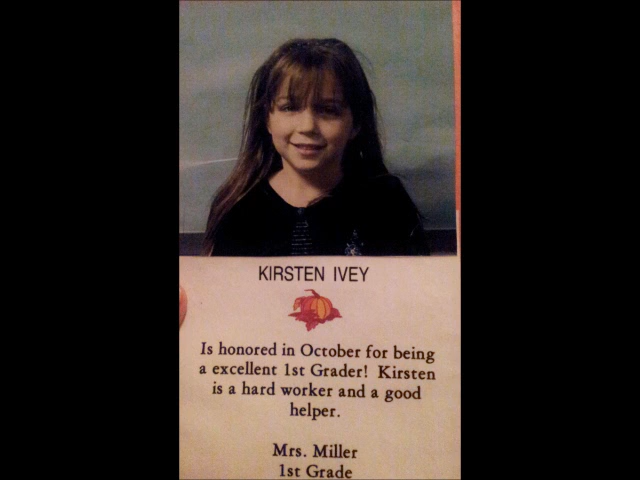 KIRSTEN IVEY
Is honored in October for being
a excellent 1st Grader! Kirsten
is a hard worker and a good
helper.
Mrs. Miller
1st Grade